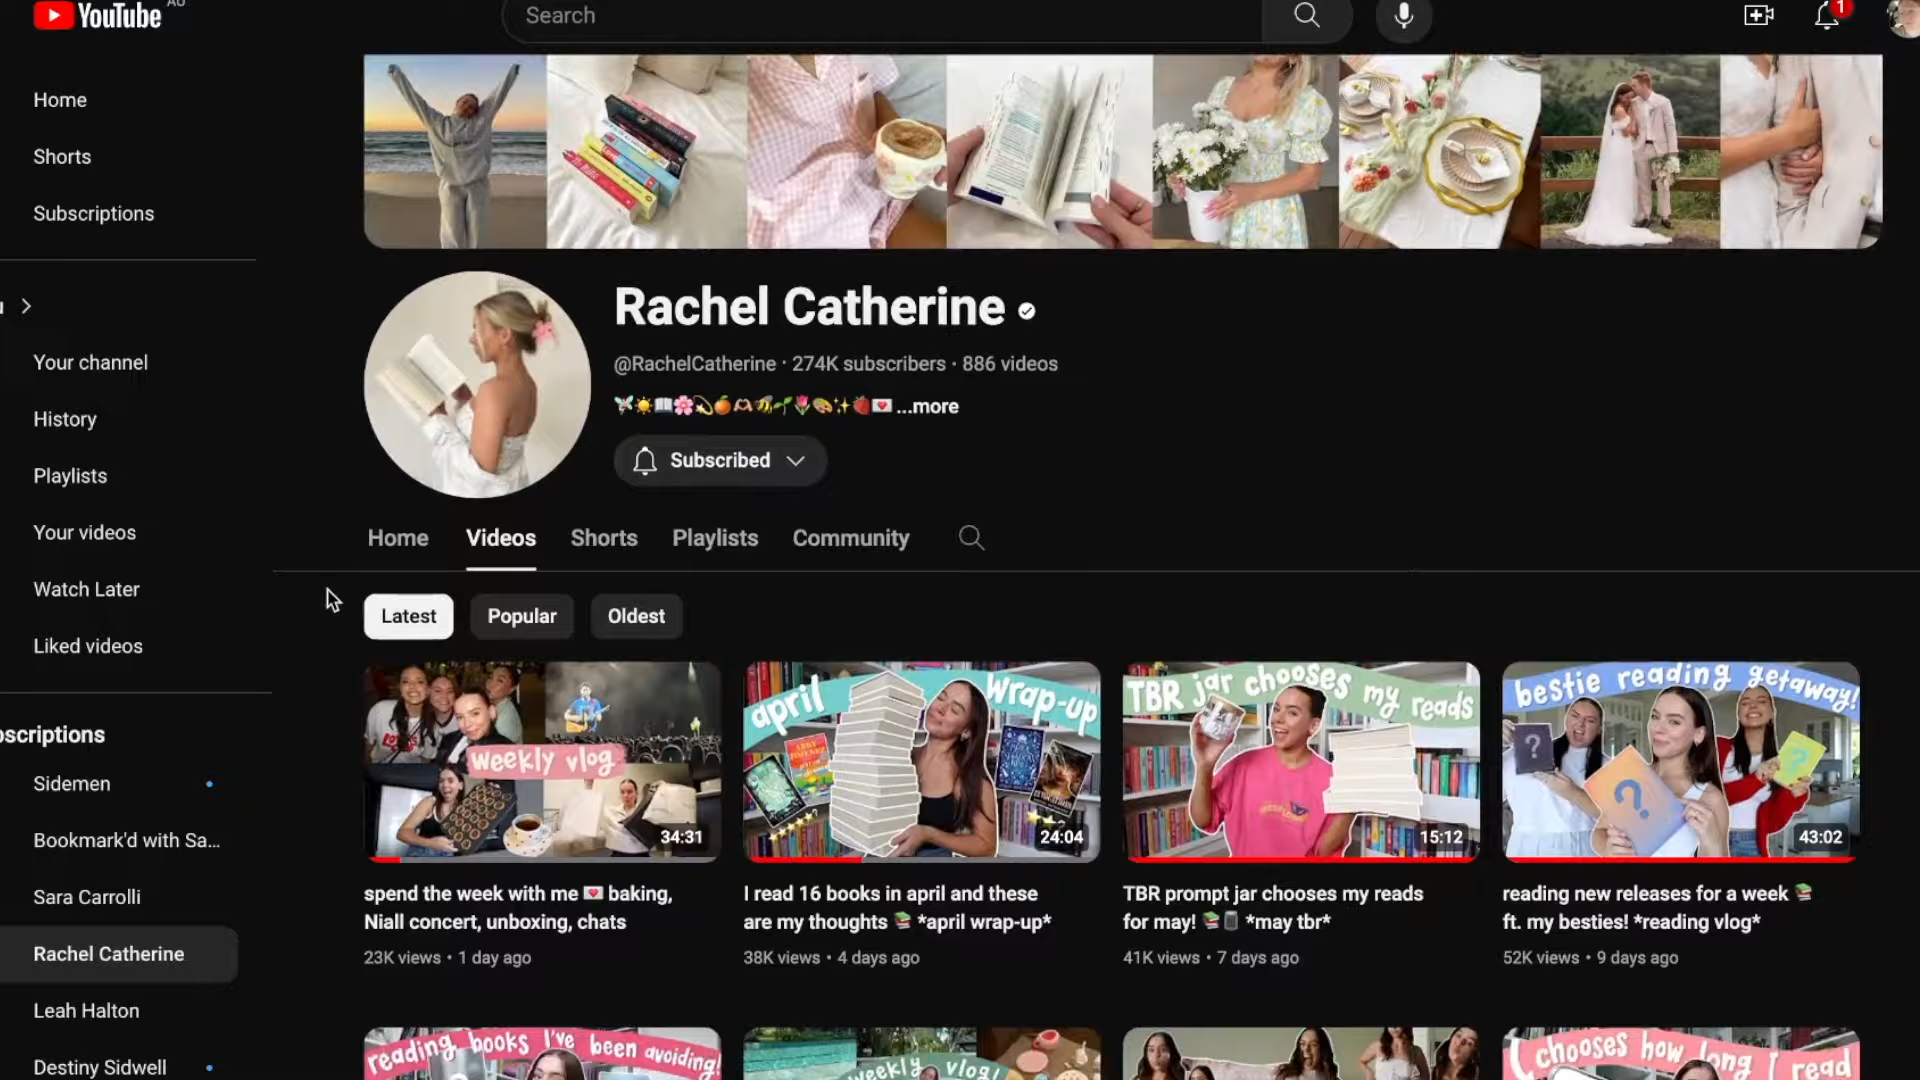 YouTube AU
Search
1
Home
Shorts
Subscriptions
Your channel
History
Playlists
Your videos
Watch Later
Liked videos
scriptions
Sidemen
Bookmark'd with Sa...
Sara Carrolli
Rachel Catherine
Leah Halton
Destiny Sidwell
Rachel Catherine
@RachelCatherine · 274K subscribers · 886 videos
...more
Subscribed
Home Videos Shorts Playlists Community
Latest Popular Oldest
weekly vlog
34:31
spend the week with me 💌 baking,
Niall concert, unboxing, chats
23K views • 1 day ago
april wrap-up
24:04
I read 16 books in april and these
are my thoughts 📚 *april wrap-up*
38K views • 4 days ago
TBR jar chooses my reads
15:12
TBR prompt jar chooses my reads
for may! 📚🫙 *may tbr*
41K views • 7 days ago
bestie reading getaway!
?
?
?
43:02
reading new releases for a week 📚
ft. my besties! *reading vlog*
52K views • 9 days ago
reading books I've been avoiding!
weekly vlog!
chooses how long I read